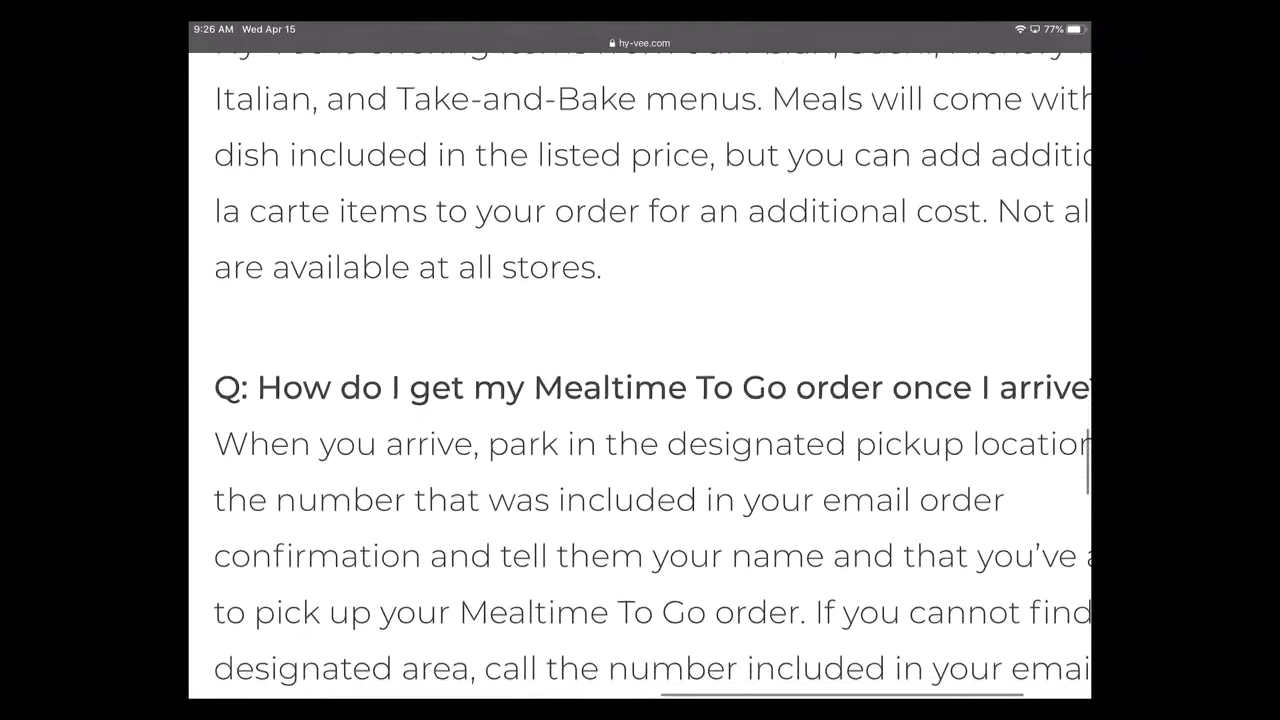 9:26 AM Wed Apr 15
77%
hy-vee.com
Italian, and Take-and-Bake menus. Meals will come with
dish included in the listed price, but you can add additio
la carte items to your order for an additional cost. Not al
are available at all stores.
Q: How do I get my Mealtime To Go order once I arrive?
When you arrive, park in the designated pickup location
the number that was included in your email order
confirmation and tell them your name and that you've a
to pick up your Mealtime To Go order. If you cannot find
designated area, call the number included in your emai